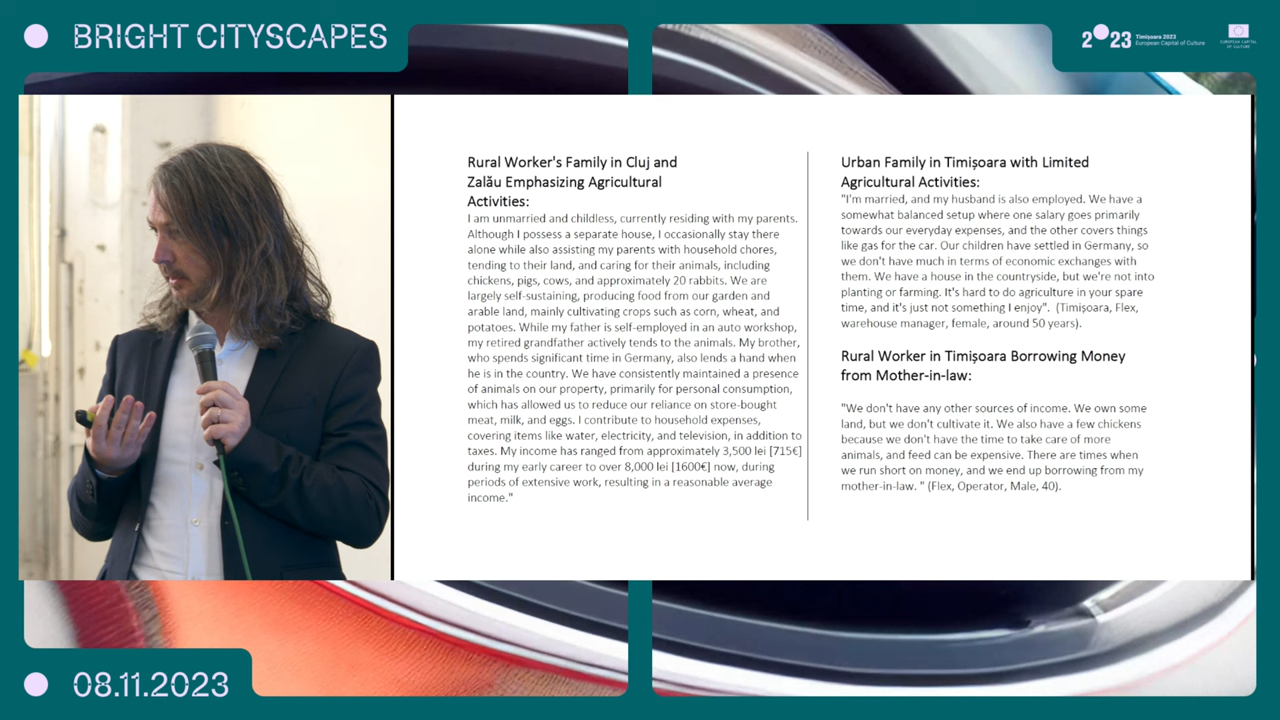 BRIGHT CITYSCAPES
2023
Timișoara 2023
European Capital of Culture
EUROPEAN CAPITAL
OF CULTURE
Rural Worker's Family in Cluj and
Zalău Emphasizing Agricultural
Activities:
I am unmarried and childless, currently residing with my parents.
Although I possess a separate house, I occasionally stay there
alone while also assisting my parents with household chores,
tending to their land, and caring for their animals, including
chickens, pigs, cows, and approximately 20 rabbits. We are
largely self-sustaining, producing food from our garden and
arable land, mainly cultivating crops such as corn, wheat, and
potatoes. While my father is self-employed in an auto workshop,
my retired grandfather actively tends to the animals. My brother,
who spends significant time in Germany, also lends a hand when
he is in the country. We have consistently maintained a presence
of animals on our property, primarily for personal consumption,
which has allowed us to reduce our reliance on store-bought
meat, milk, and eggs. I contribute to household expenses,
covering items like water, electricity, and television, in addition to
taxes. My income has ranged from approximately 3,500 lei [715€]
during my early career to over 8,000 lei [1600€] now, during
periods of extensive work, resulting in a reasonable average
income."
Urban Family in Timișoara with Limited
Agricultural Activities:
"I'm married, and my husband is also employed. We have a
somewhat balanced setup where one salary goes primarily
towards our everyday expenses, and the other covers things
like gas for the car. Our children have settled in Germany, so
we don't have much in terms of economic exchanges with
them. We have a house in the countryside, but we're not into
planting or farming. It's hard to do agriculture in your spare
time, and it's just not something I enjoy". (Timișoara, Flex,
warehouse manager, female, around 50 years).
Rural Worker in Timișoara Borrowing Money
from Mother-in-law:
"We don't have any other sources of income. We own some
land, but we don't cultivate it. We also have a few chickens
because we don't have the time to take care of more
animals, and feed can be expensive. There are times when
we run short on money, and we end up borrowing from my
mother-in-law. " (Flex, Operator, Male, 40).
08.11.2023